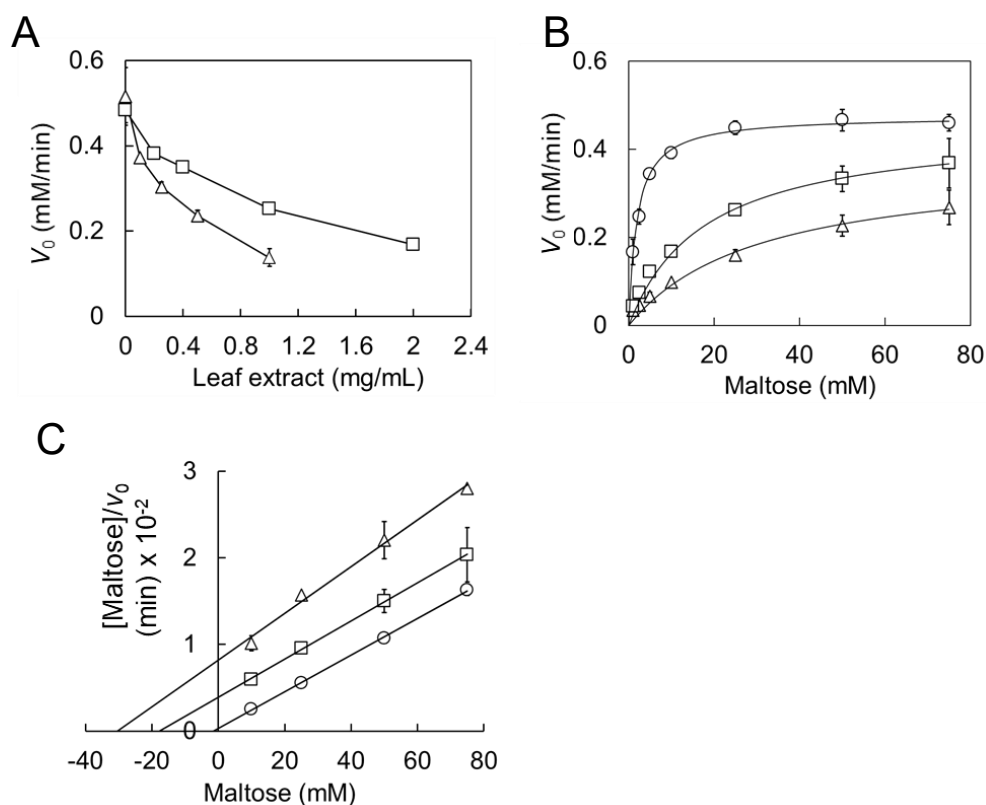 A
0.6
0.4
0.2
0
V0 (mM/min)
0 0.4 0.8 1.2 1.6 2 2.4
Leaf extract (mg/mL)
B
0.6
0.4
0.2
0
V0 (mM/min)
0 20 40 60 80
Maltose (mM)
C
3
2
1
0
[Maltose]/v0
(min) x 10-2
-40 -20 0 20 40 60 80
Maltose (mM)